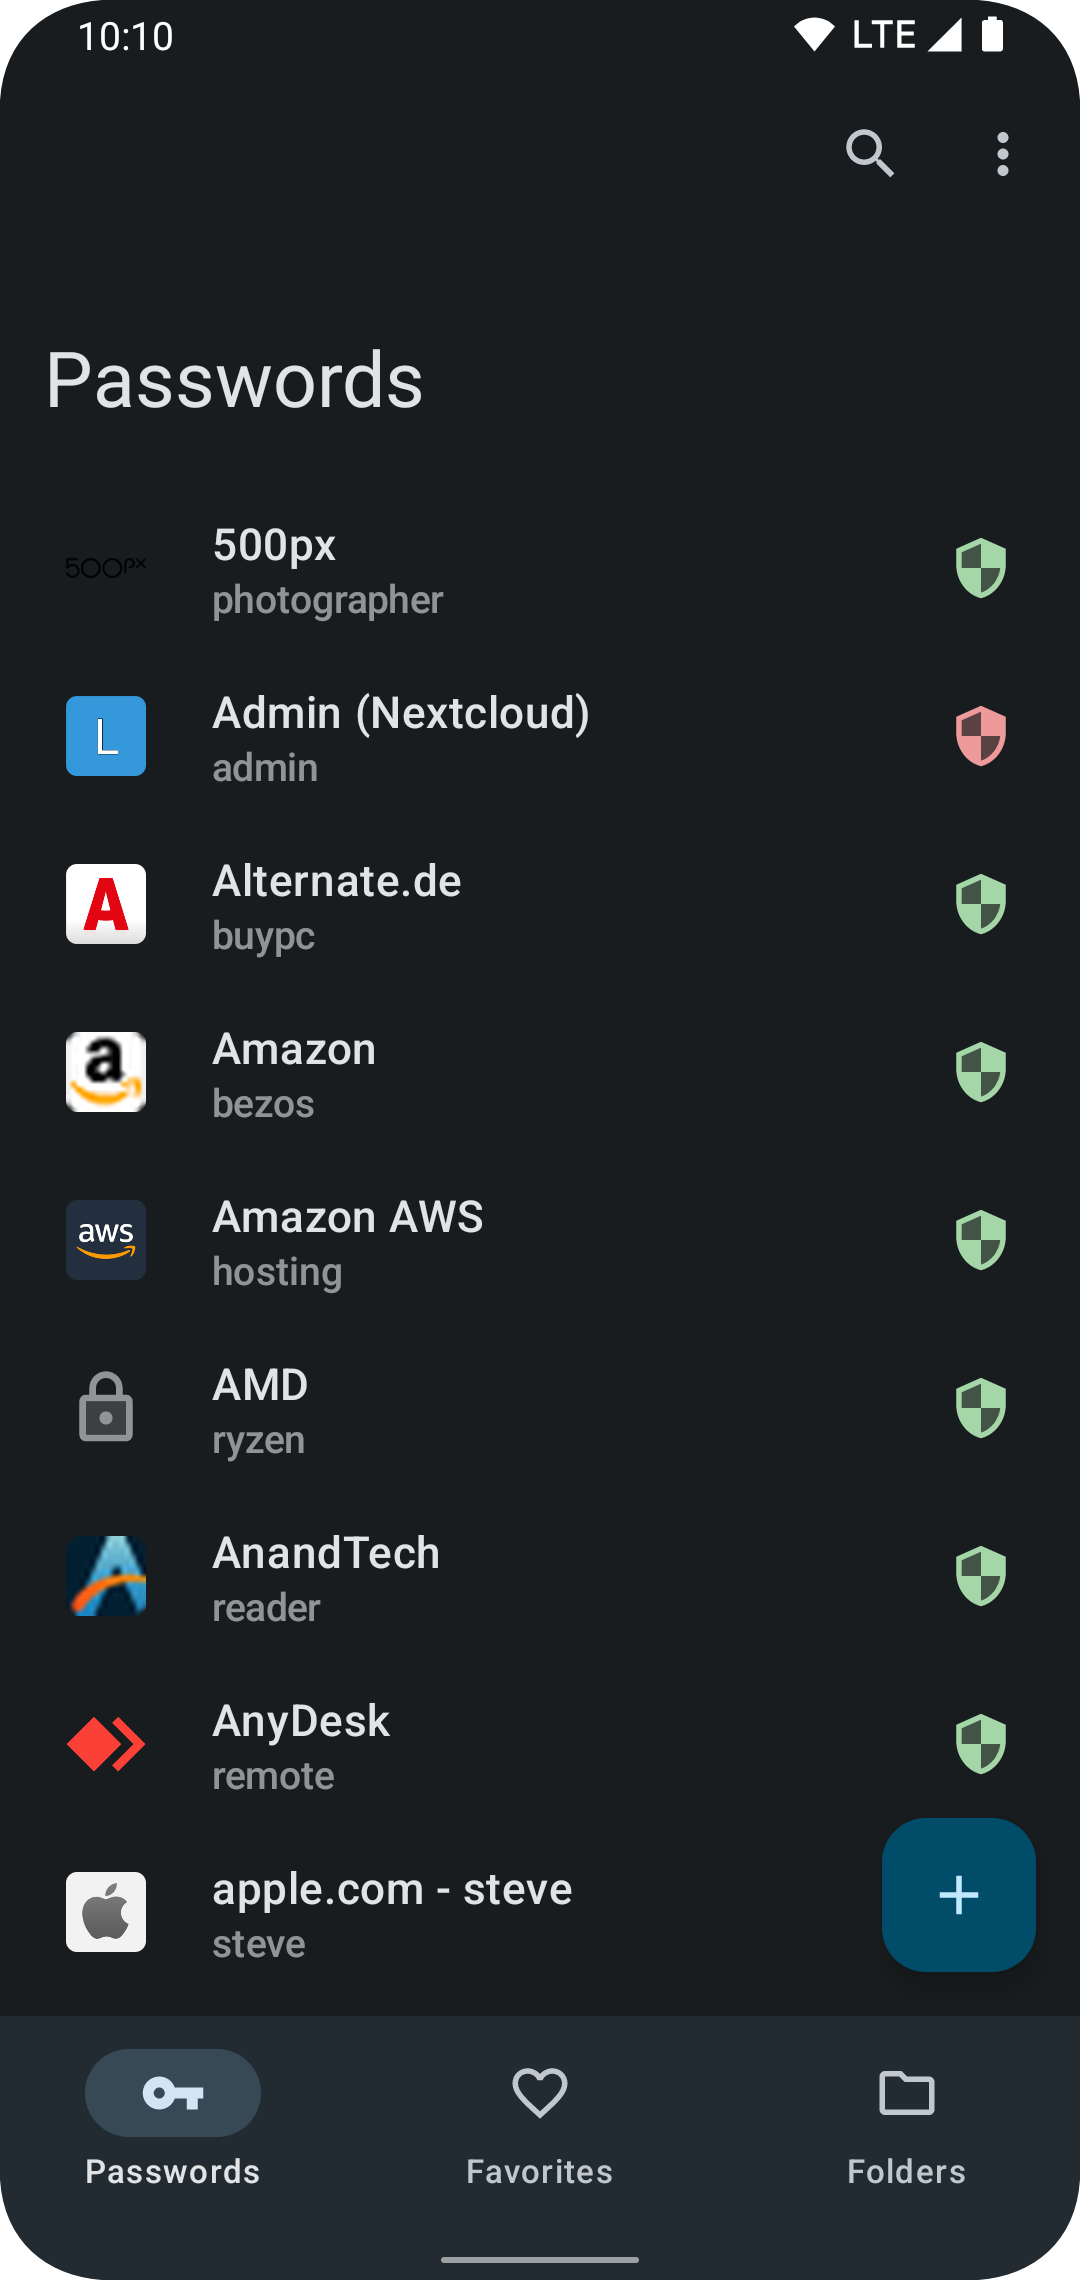 10:10 LTE
Passwords
500px
500px
photographer
L
Admin (Nextcloud)
admin
A
Alternate.de
buypc
a
Amazon
bezos
aws
Amazon AWS
hosting
AMD
ryzen
AnandTech
reader
AnyDesk
remote
apple.com - steve
steve
Passwords Favorites Folders